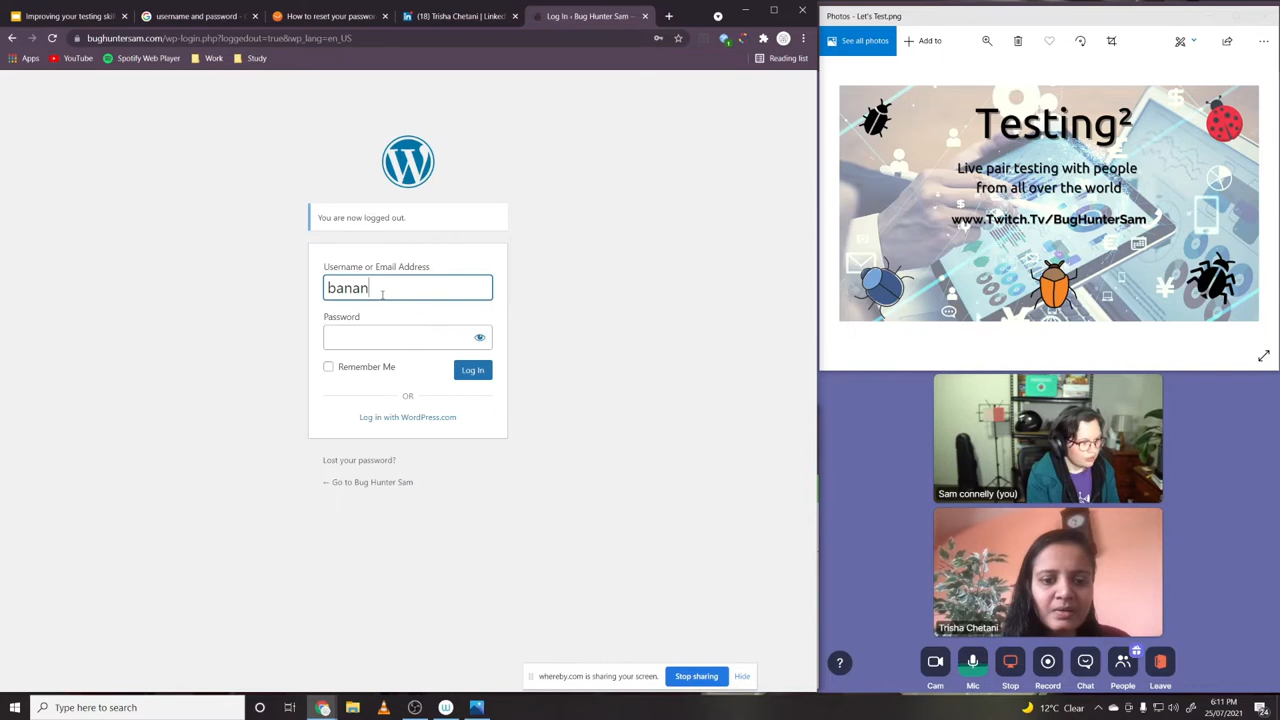 Improving your testing ski
username and password - G
How to reset your passwor
(18) Trisha Chetani | Linked
Log In ‹ Bug Hunter Sam —
bughuntersam.com/wp-login.php?loggedout=true&wp_lang=en_US
Apps
YouTube
Spotify Web Player
Work
Study
Reading list
You are now logged out.
Username or Email Address
banan
Password
Remember Me
Log In
OR
Log in with WordPress.com
Lost your password?
← Go to Bug Hunter Sam
whereby.com is sharing your screen.
Stop sharing
Hide
Photos - Let's Test.png
See all photos
Add to
Testing²
Live pair testing with people
from all over the world
www.Twitch.Tv/BugHunterSam
Sam connelly (you)
Trisha Chetani
?
Cam
Mic
Stop
Record
Chat
People
Leave
Type here to search
12°C Clear
6:11 PM
25/07/2021
24